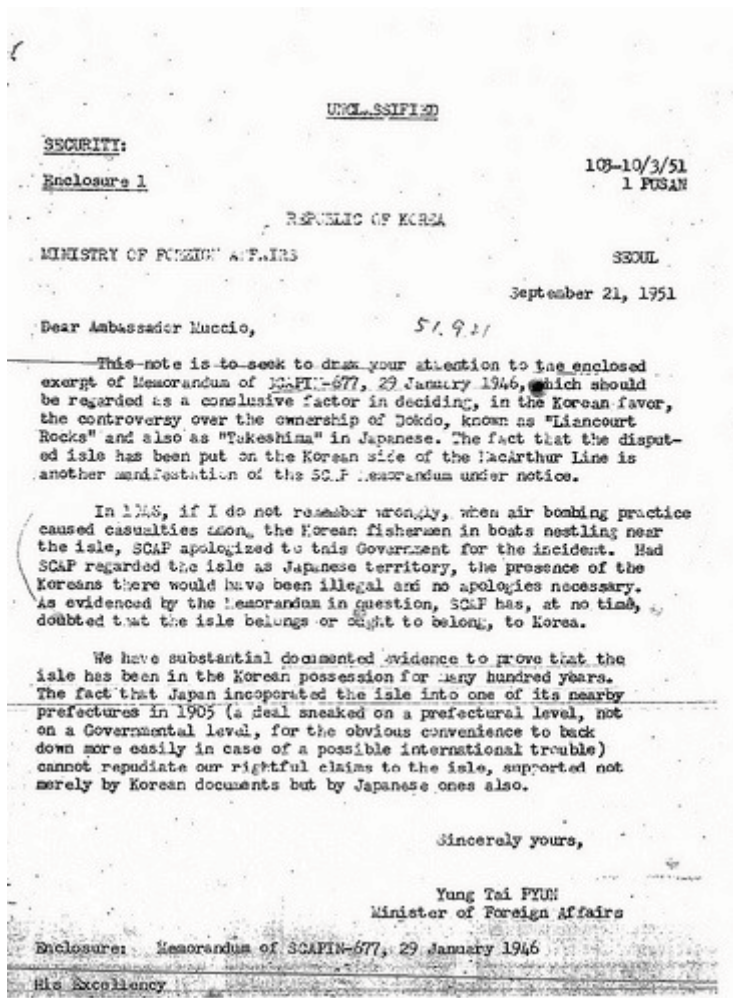 UNCLASSIFIED
SECURITY:
Enclosure 1
103-10/3/51
1 PUSAN
REPUBLIC OF KOREA
MINISTRY OF FOREIGN AFFAIRS
SEOUL
September 21, 1951
Dear Ambassador Muccio,
51.9.21
This note is to seek to draw your attention to the enclosed
exergt of Memorandum of SCAPIN-677, 29 January 1946, which should
be regarded as a conslusive factor in deciding, in the Korean favor,
the controversy over the ownership of Dokdo, known as "Liancourt
Rocks" and also as "Takeshima" in Japanese. The fact that the disput-
ed isle has been put on the Korean side of the MacArthur Line is
another manifestation of the SCAP Memorandum under notice.
In 1948, if I do not remember wrongly, when air bombing practice
caused casualties among the Korean fishermen in boats nestling near
the isle, SCAP apologized to this Government for the incident. Had
SCAP regarded the isle as Japanese territory, the presence of the
Koreans there would have been illegal and no apologies necessary.
As evidenced by the Memorandum in question, SCAP has, at no time,
doubted that the isle belongs or ought to belong, to Korea.
We have substantial documented evidence to prove that the
isle has been in the Korean possession for many hundred years.
The fact that Japan incoporated the isle into one of its nearby
prefectures in 1905 (a deal sneaked on a prefectural level, not
on a Governmental level, for the obvious convenience to back
down more easily in case of a possible international trouble)
cannot repudiate our rightful claims to the isle, supported not
merely by Korean documents but by Japanese ones also.
Sincerely yours,
Yung Tai PYUN
Minister of Foreign Affairs
Enclosure: Memorandum of SCAPIN-677, 29 January 1946
His Excellency